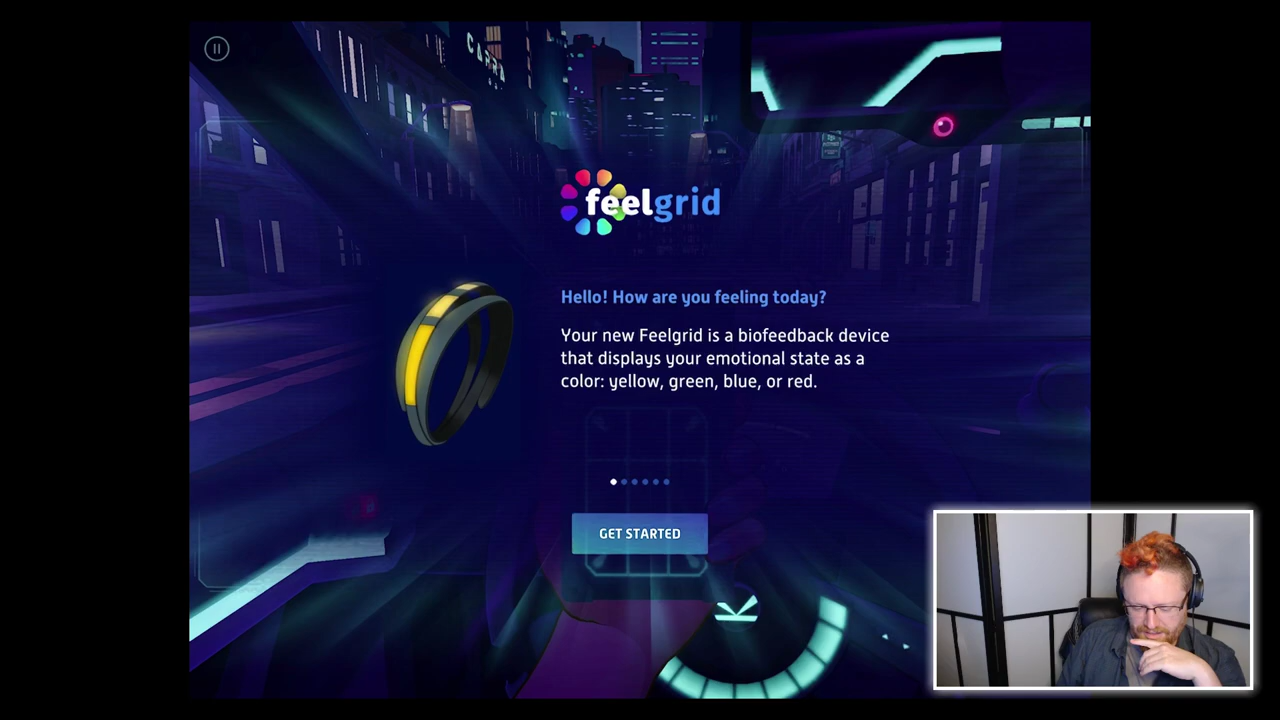 CARRA
feelgrid
Hello! How are you feeling today?
Your new Feelgrid is a biofeedback device
that displays your emotional state as a
color: yellow, green, blue, or red.
GET STARTED